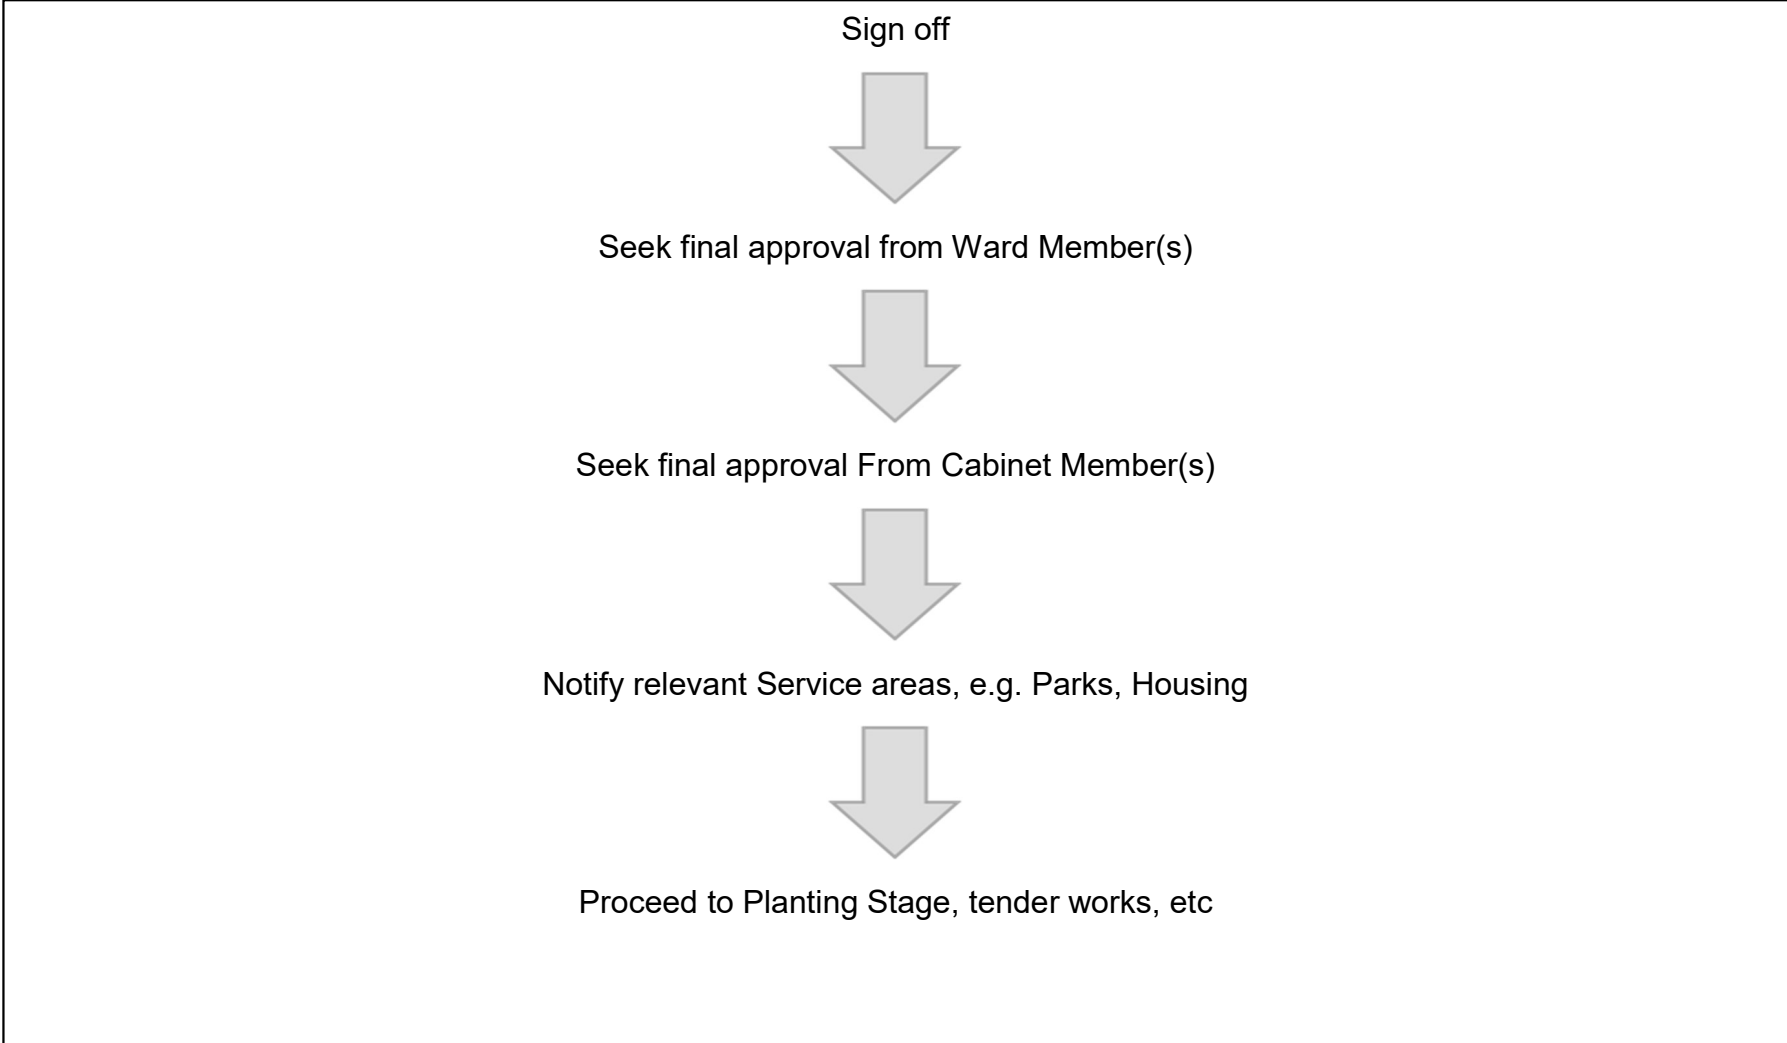 Sign off
Seek final approval from Ward Member(s)
Seek final approval From Cabinet Member(s)
Notify relevant Service areas, e.g. Parks, Housing
Proceed to Planting Stage, tender works, etc